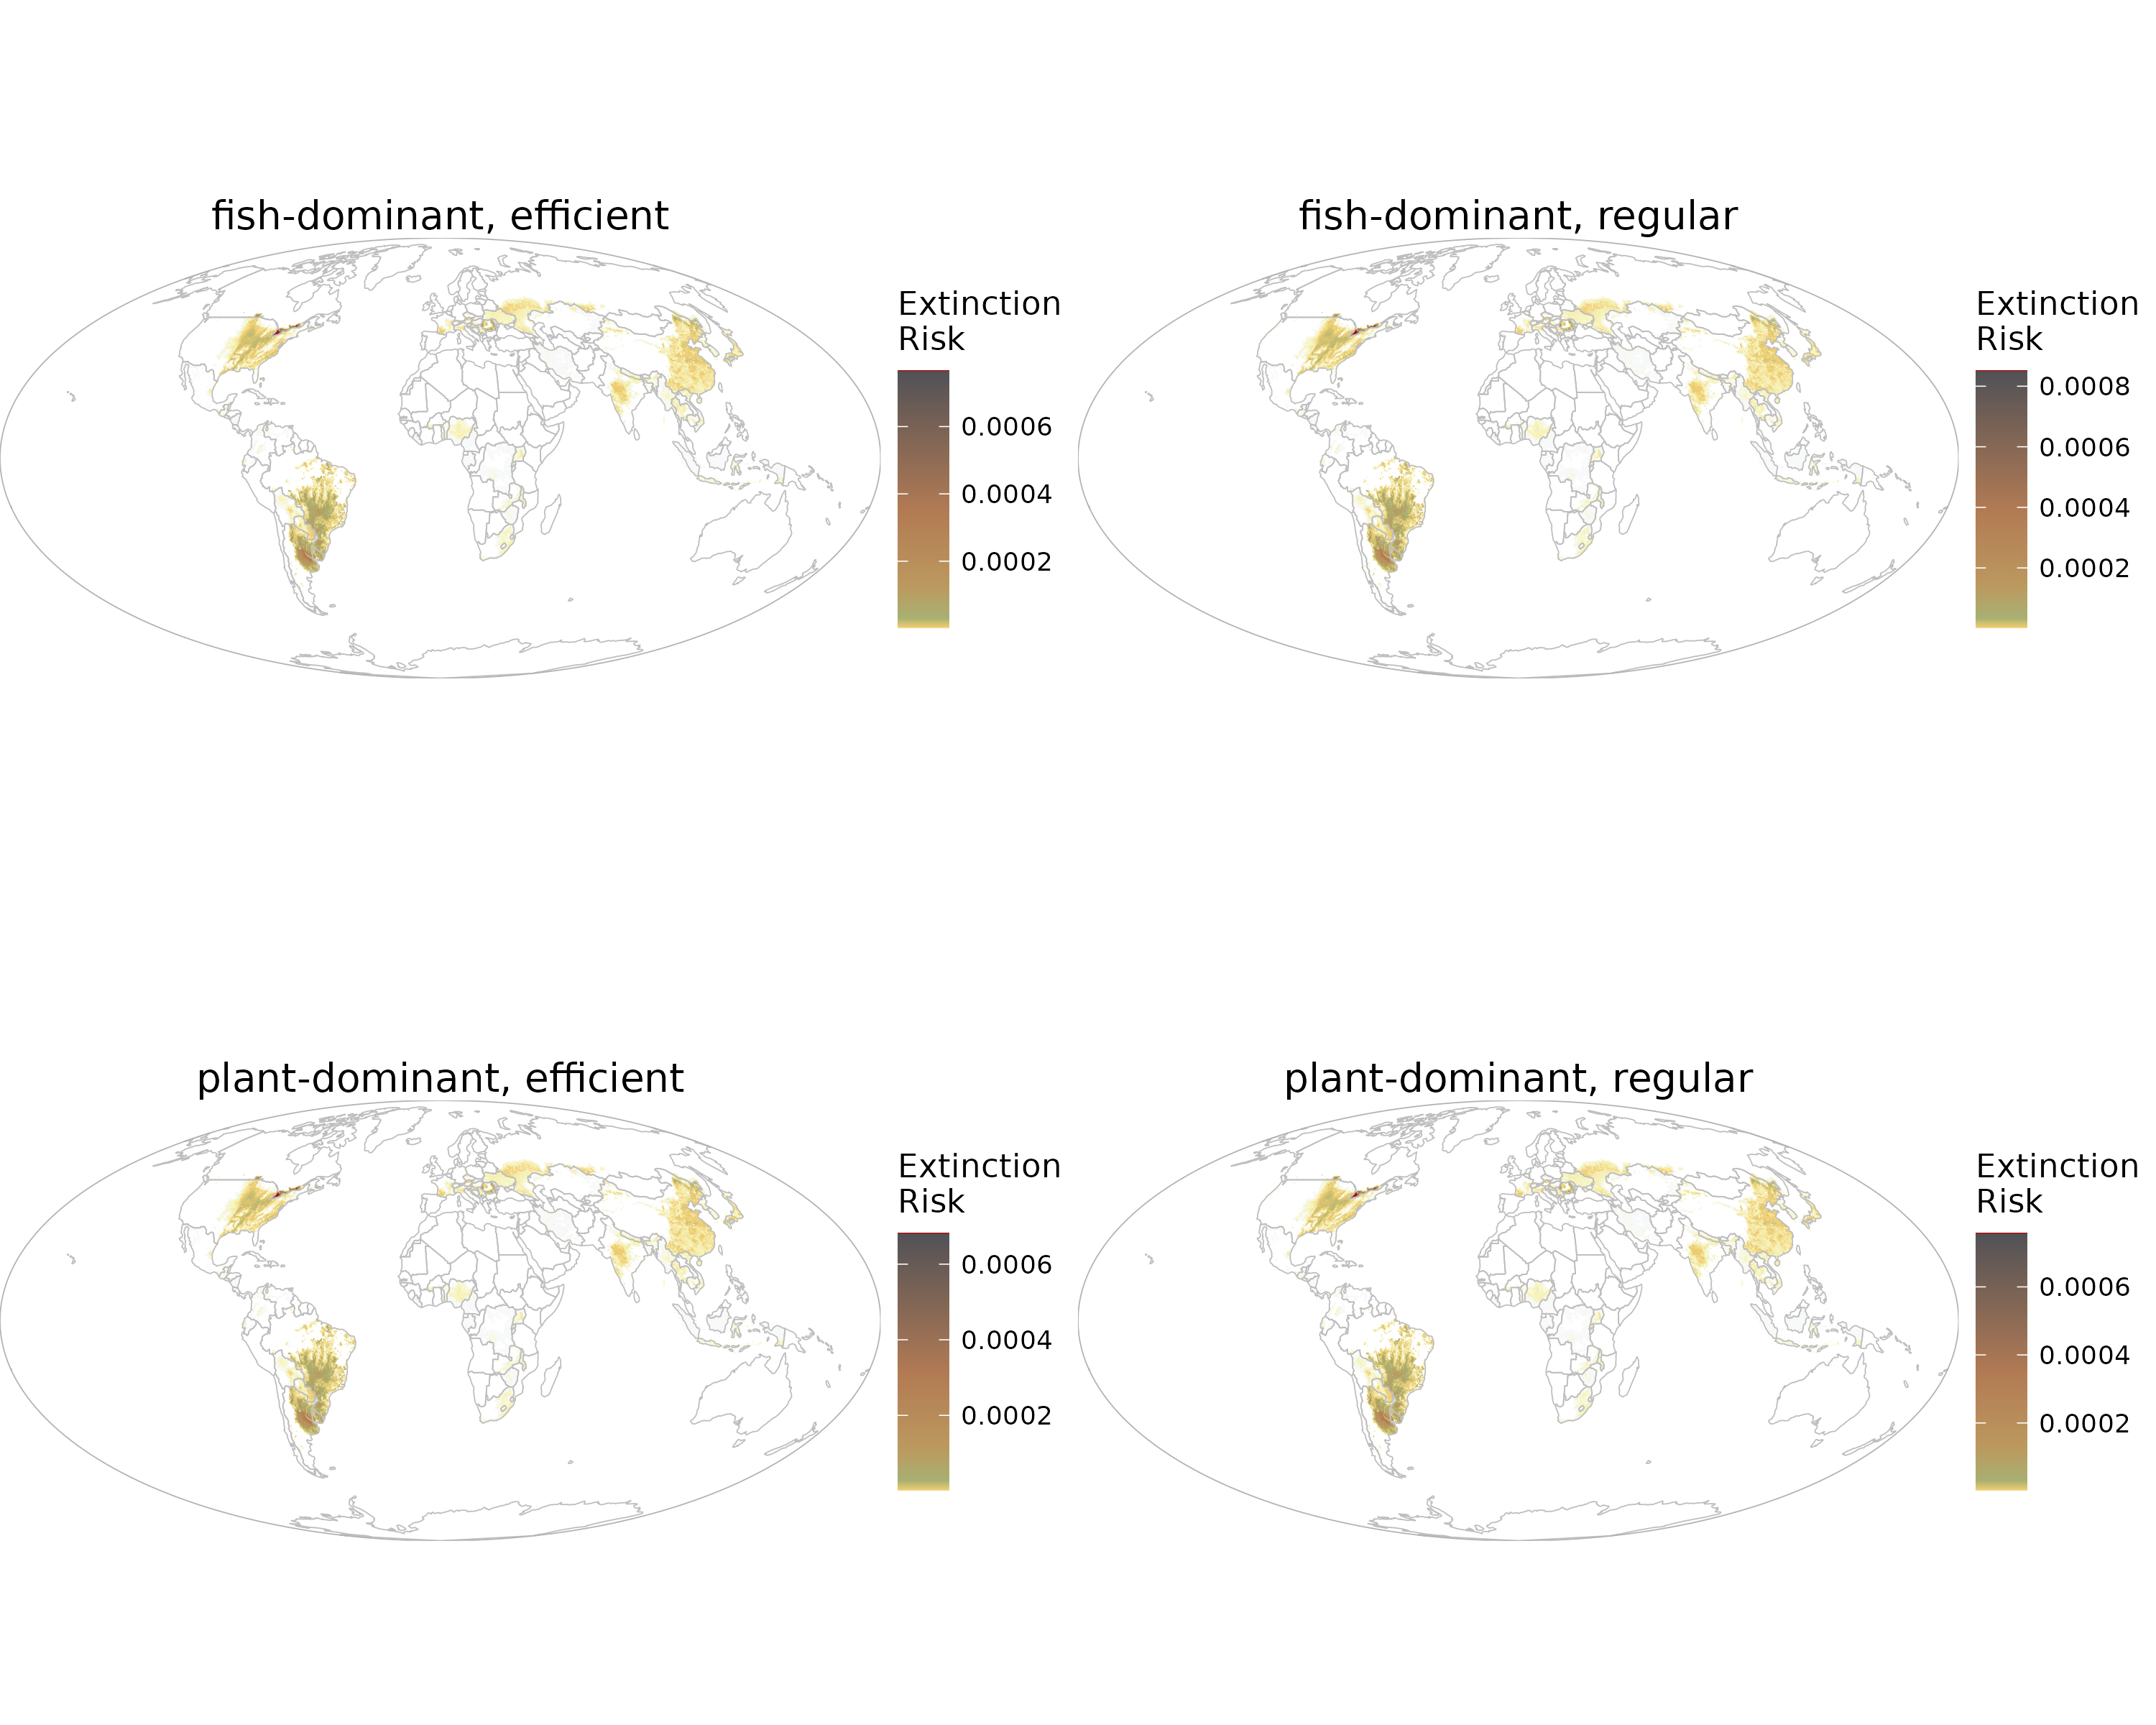 fish-dominant, efficient
Extinction
Risk
0.0006
0.0004
0.0002
fish-dominant, regular
Extinction
Risk
0.0008
0.0006
0.0004
0.0002
plant-dominant, efficient
Extinction
Risk
0.0006
0.0004
0.0002
plant-dominant, regular
Extinction
Risk
0.0006
0.0004
0.0002